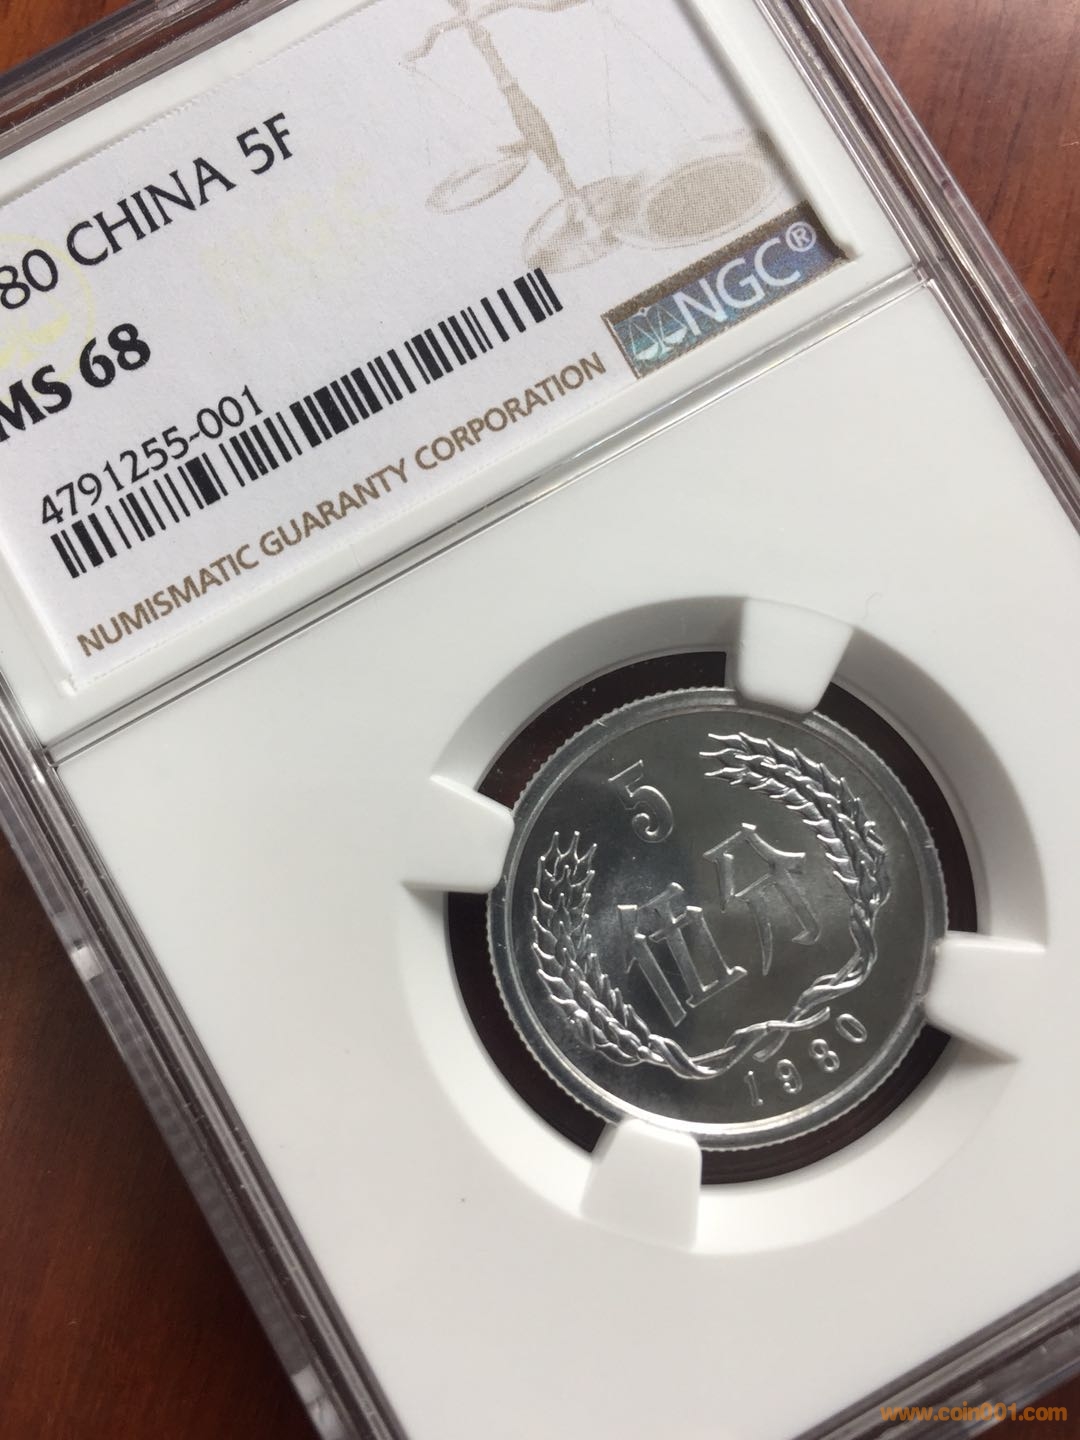 80 CHINA 5F
MS 68
4791255-001
NGC®
NUMISMATIC GUARANTY CORPORATION
5
伍分
1980
www.coin001.com